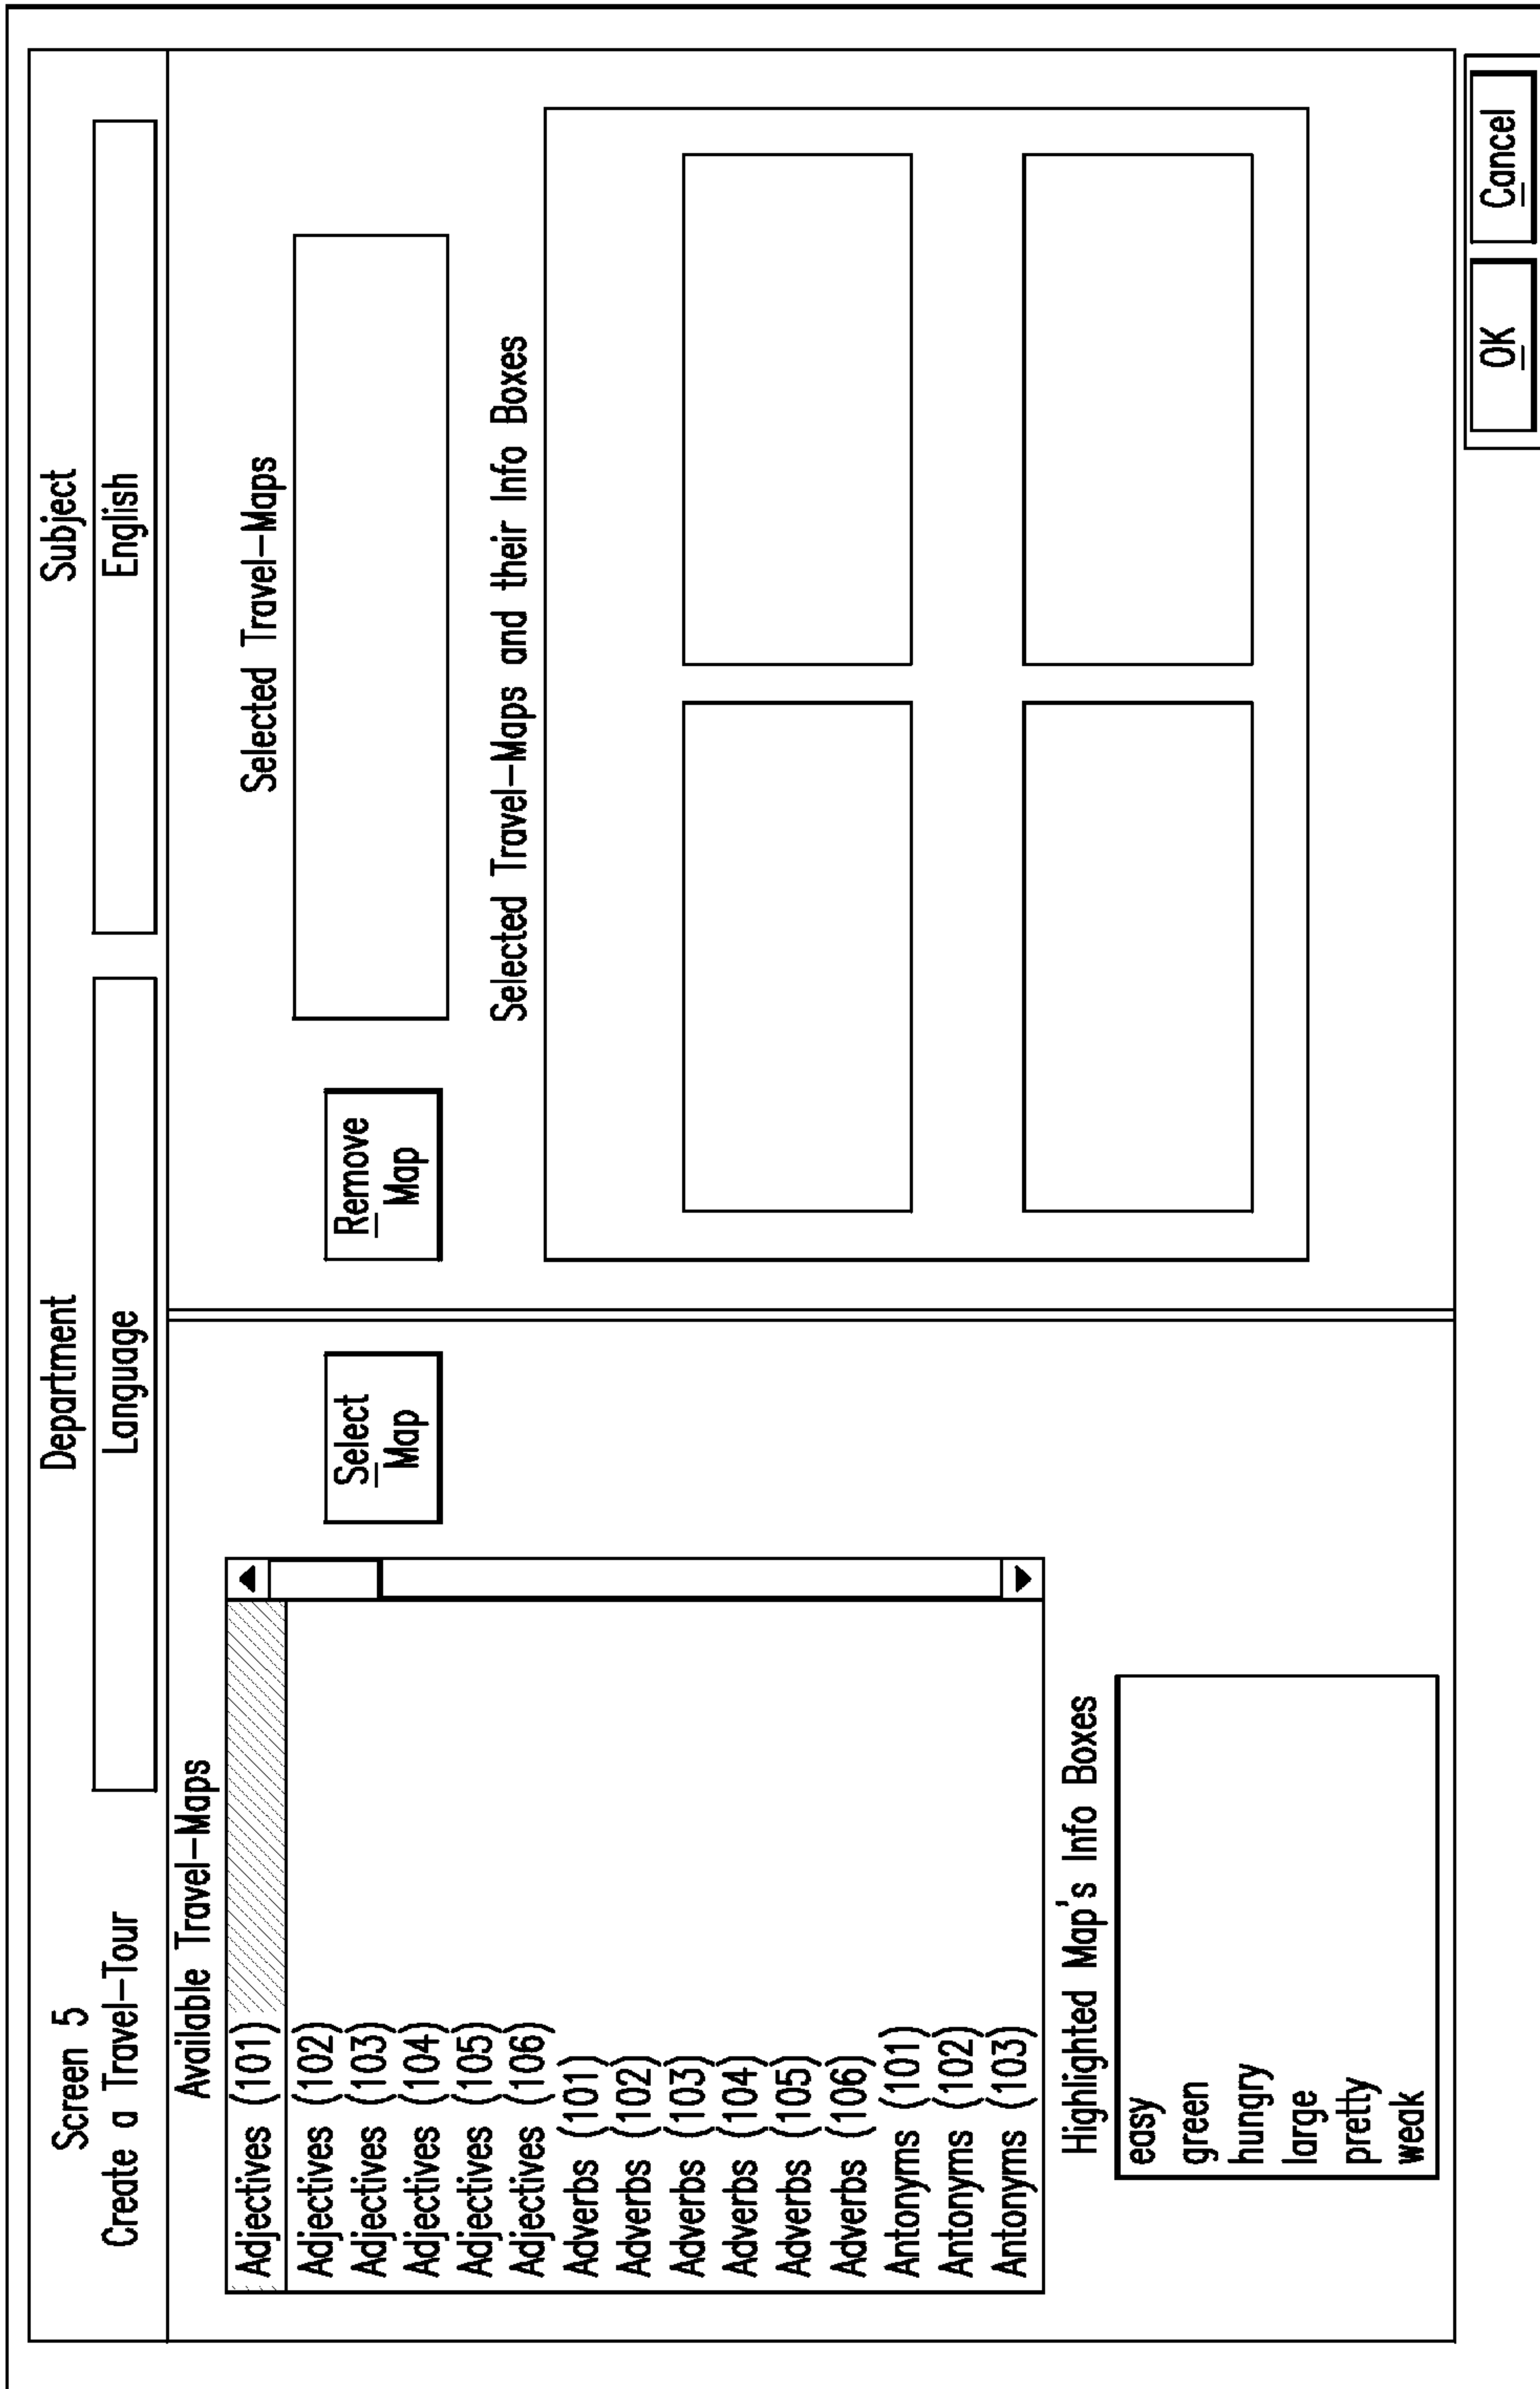 Screen 5
Create a Travel-Tour
Department
Language
Subject
English
Available Travel-Maps
Adjectives (101)
Adjectives (102)
Adjectives (103)
Adjectives (104)
Adjectives (105)
Adjectives (106)
Adverbs (101)
Adverbs (102)
Adverbs (103)
Adverbs (104)
Adverbs (105)
Adverbs (106)
Antonyms (101)
Antonyms (102)
Antonyms (103)
Select
Map
Highlighted Map's Info Boxes
easy
green
hungry
large
pretty
weak
Remove
Map
Selected Travel-Maps
Selected Travel-Maps and their Info Boxes
OK
Cancel